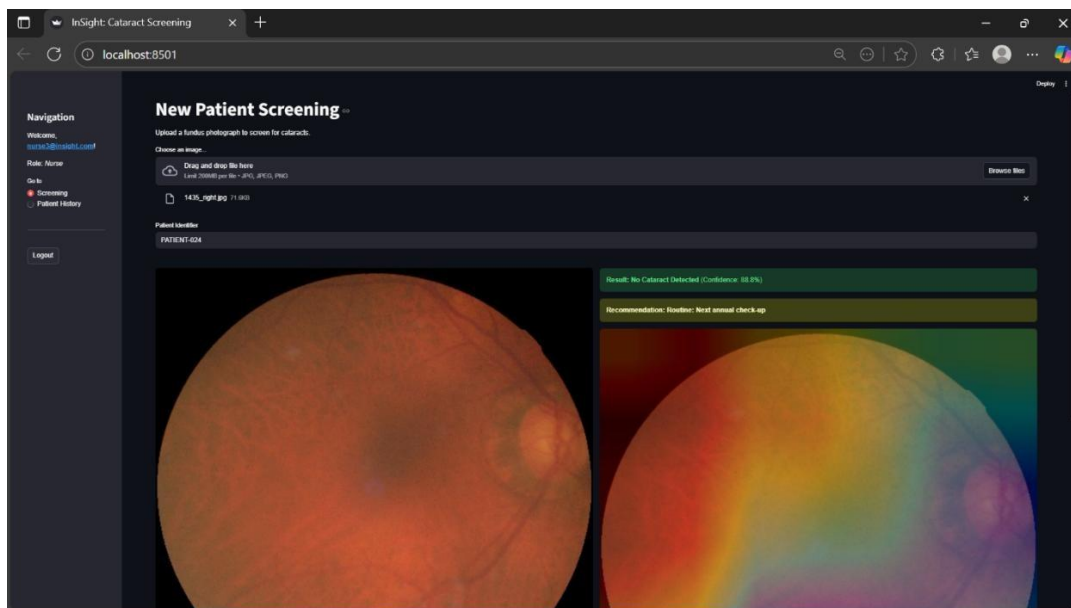 InSight: Cataract Screening
localhost:8501
Deploy
Navigation
Welcome,
nurse3@insight.com!
Role: Nurse
Go to
Screening
Patient History
Logout
New Patient Screening
Upload a fundus photograph to screen for cataracts.
Choose an image...
Drag and drop file here
Limit 200MB per file • JPG, JPEG, PNG
Browse files
1435_right.jpg 71.6KB
Patient Identifier
PATIENT-024
Result: No Cataract Detected (Confidence: 88.8%)
Recommendation: Routine: Next annual check-up